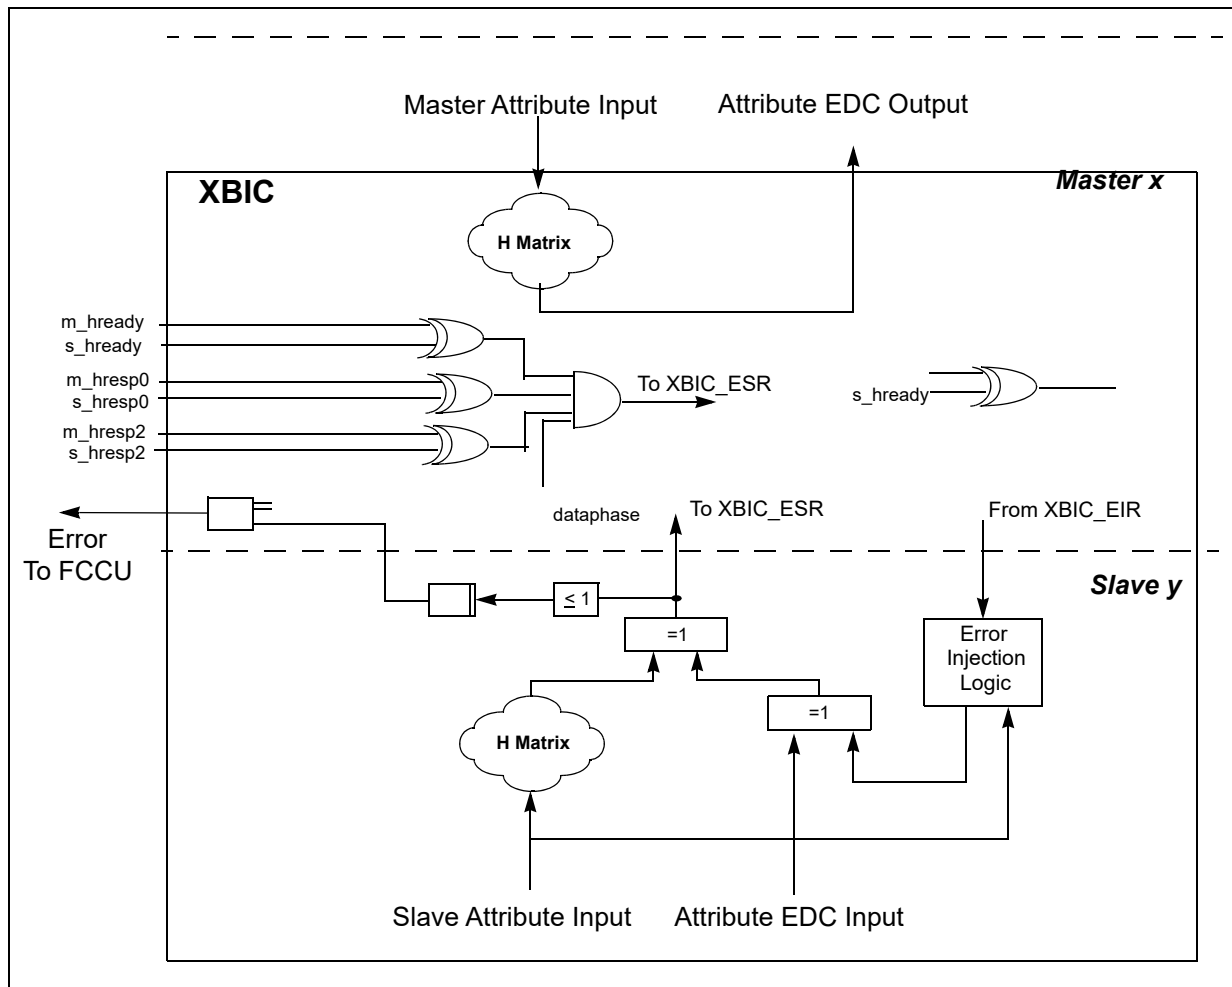 Master Attribute Input
Attribute EDC Output
XBIC
Master x
H Matrix
m_hready
s_hready
m_hresp0
s_hresp0
m_hresp2
s_hresp2
To XBIC_ESR
s_hready
dataphase
To XBIC_ESR
From XBIC_EIR
Error
To FCCU
Slave y
≤ 1
=1
Error
Injection
Logic
=1
H Matrix
Slave Attribute Input
Attribute EDC Input